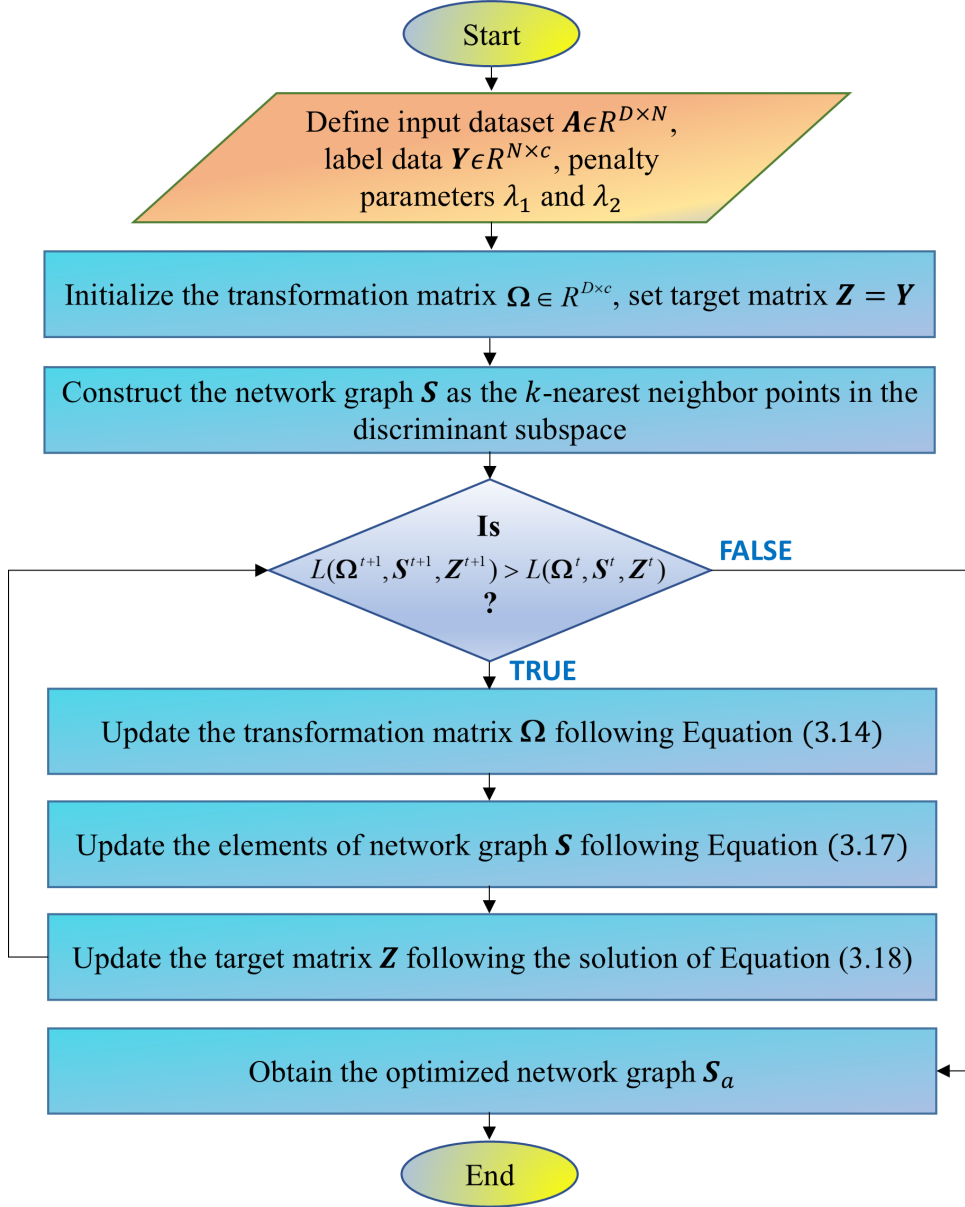 Start
Define input dataset 𝑨𝜖𝑅^{𝐷×𝑁},
label data 𝒀𝜖𝑅^{𝑁×𝑐}, penalty
parameters 𝜆₁ and 𝜆₂
Initialize the transformation matrix Ω ∈ R^{D×c}, set target matrix 𝒁 = 𝒀
Construct the network graph 𝑺 as the k-nearest neighbor points in the
discriminant subspace
Is
L(Ω^{t+1}, S^{t+1}, Z^{t+1}) > L(Ω^{t}, S^{t}, Z^{t})
?
FALSE
TRUE
Update the transformation matrix Ω following Equation (3.14)
Update the elements of network graph 𝑺 following Equation (3.17)
Update the target matrix 𝒁 following the solution of Equation (3.18)
Obtain the optimized network graph 𝑺ₐ
End